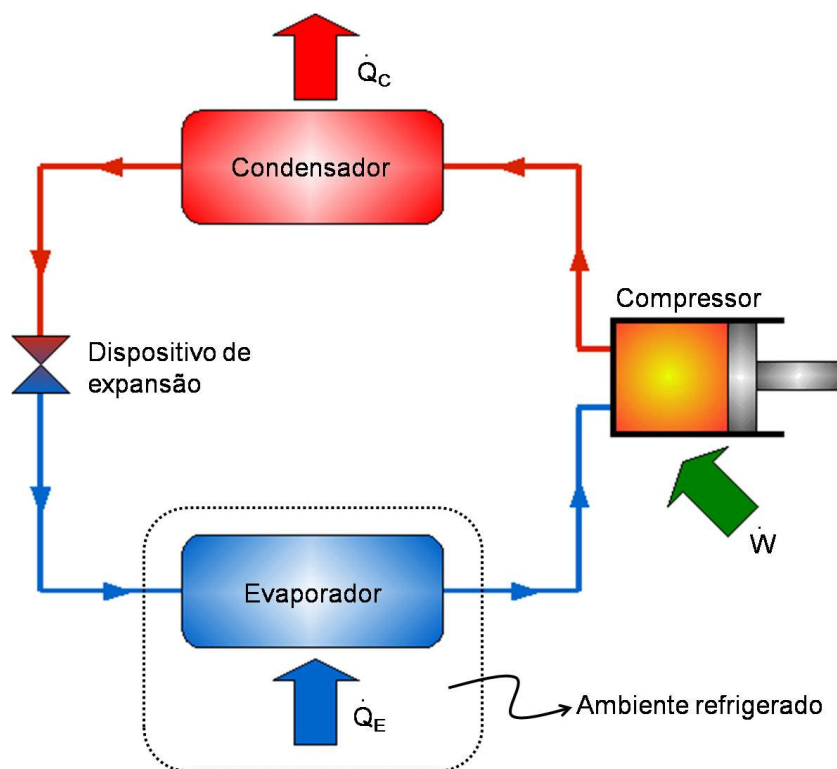 Q̇C
Condensador
Compressor
Dispositivo de
expansão
Ẇ
Evaporador
Q̇E
Ambiente refrigerado